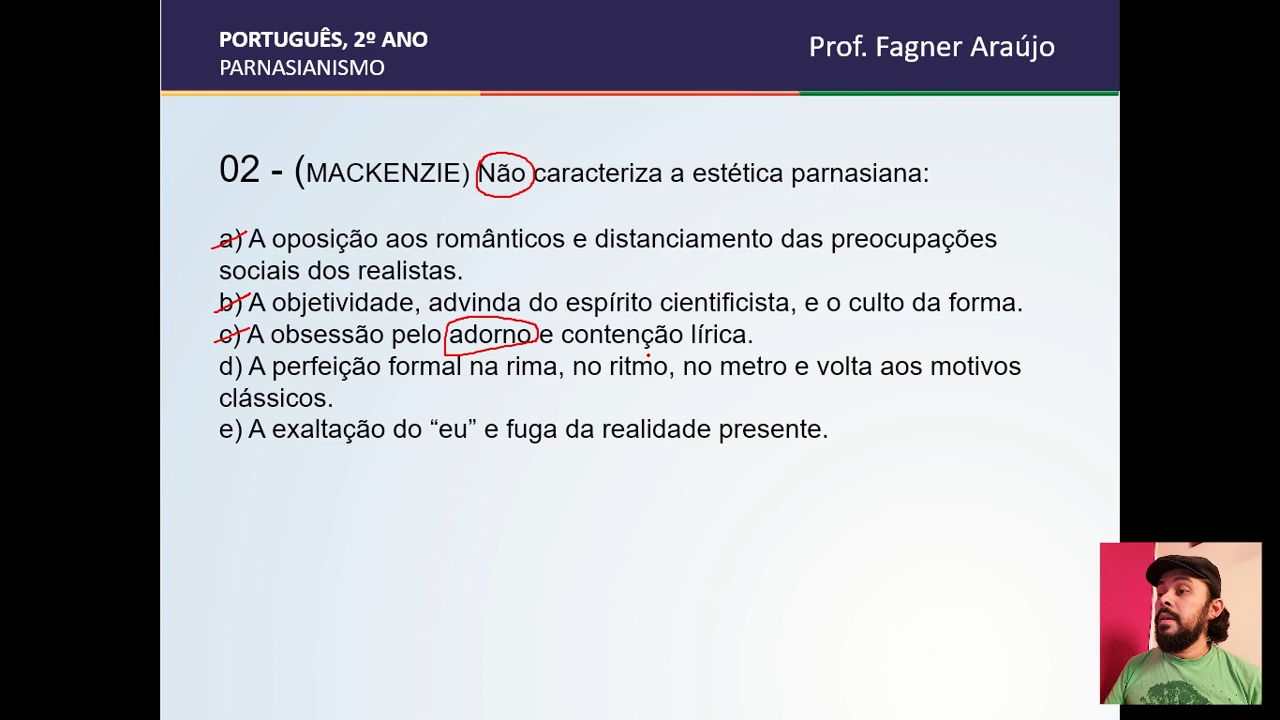 PORTUGUÊS, 2º ANO
PARNASIANISMO
Prof. Fagner Araújo
02 - (MACKENZIE) Não caracteriza a estética parnasiana:
a) A oposição aos românticos e distanciamento das preocupações
sociais dos realistas.
b) A objetividade, advinda do espírito cientificista, e o culto da forma.
c) A obsessão pelo adorno e contenção lírica.
d) A perfeição formal na rima, no ritmo, no metro e volta aos motivos
clássicos.
e) A exaltação do “eu” e fuga da realidade presente.